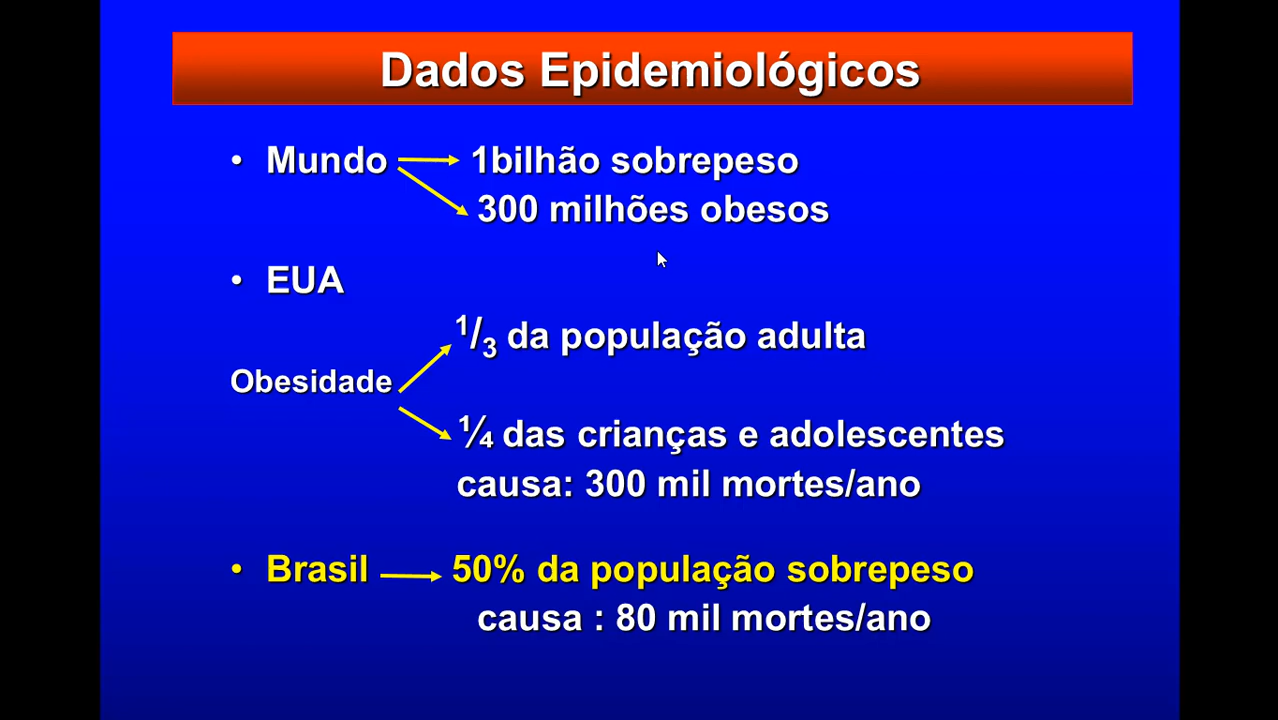 Dados Epidemiológicos
• Mundo 1bilhão sobrepeso
300 milhões obesos
• EUA
1/3 da população adulta
Obesidade
¼ das crianças e adolescentes
causa: 300 mil mortes/ano
• Brasil 50% da população sobrepeso
causa : 80 mil mortes/ano